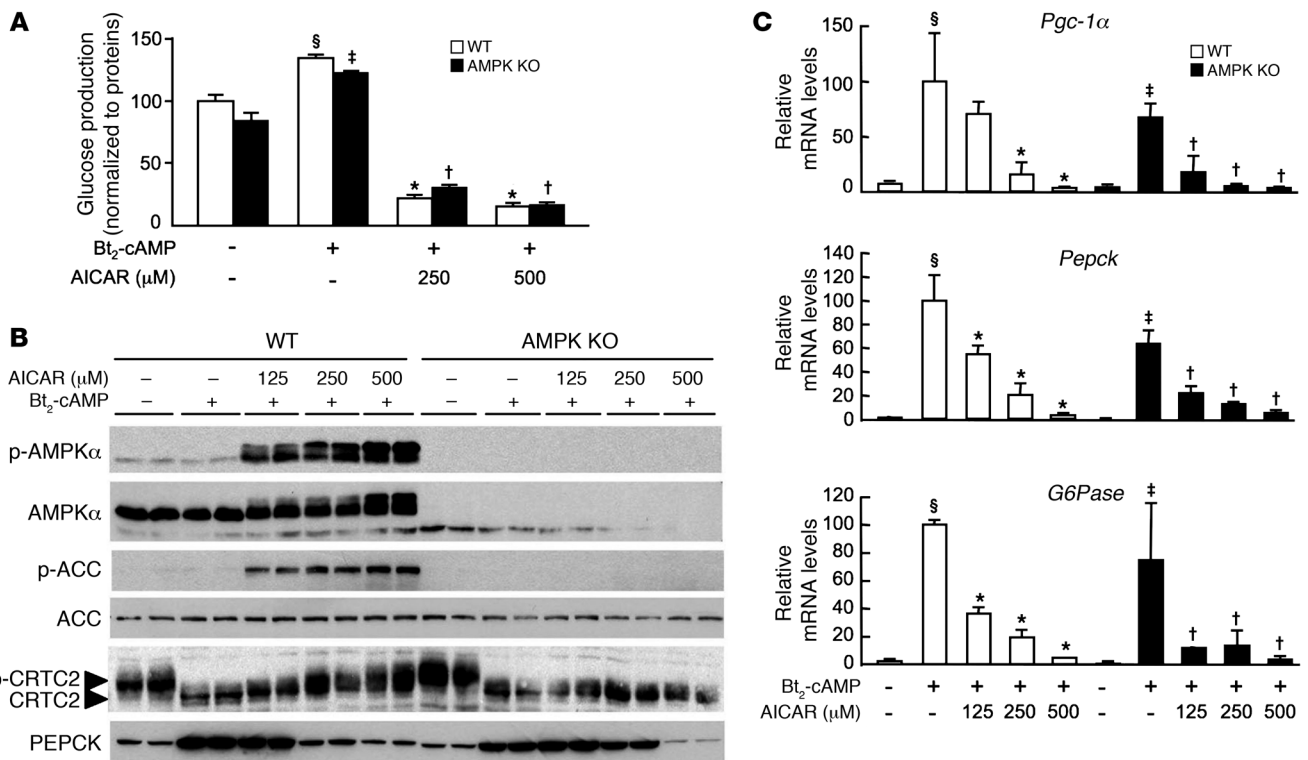 A
Glucose production
(normalized to proteins)
150
100
50
0
§
‡
*
†
*
†
WT
AMPK KO
Bt₂-cAMP - + + +
AICAR (μM) - - 250 500
B
WT AMPK KO
AICAR (μM) – – 125 250 500 – – 125 250 500
Bt₂-cAMP – + + + + – + + + +
p-AMPKα
AMPKα
p-ACC
ACC
p-CRTC2
CRTC2
PEPCK
C
Pgc-1α
Relative
mRNA levels
150
100
50
0
§
*
*
‡
†
†
†
WT
AMPK KO
Pepck
Relative
mRNA levels
140
120
100
80
60
40
20
0
§
*
*
*
‡
†
†
†
G6Pase
Relative
mRNA levels
120
100
80
60
40
20
0
§
*
*
*
‡
†
†
†
Bt₂-cAMP - + + + + - + + + +
AICAR (μM) - - 125 250 500 - - 125 250 500